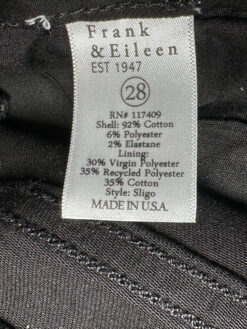 Frank
& Eileen
EST 1947
28
RN# 117409
Shell: 92% Cotton
6% Polyester
2% Elastane
Lining:
30% Virgin Polyester
35% Recycled Polyester
35% Cotton
Style: Sligo
MADE IN U.S.A.